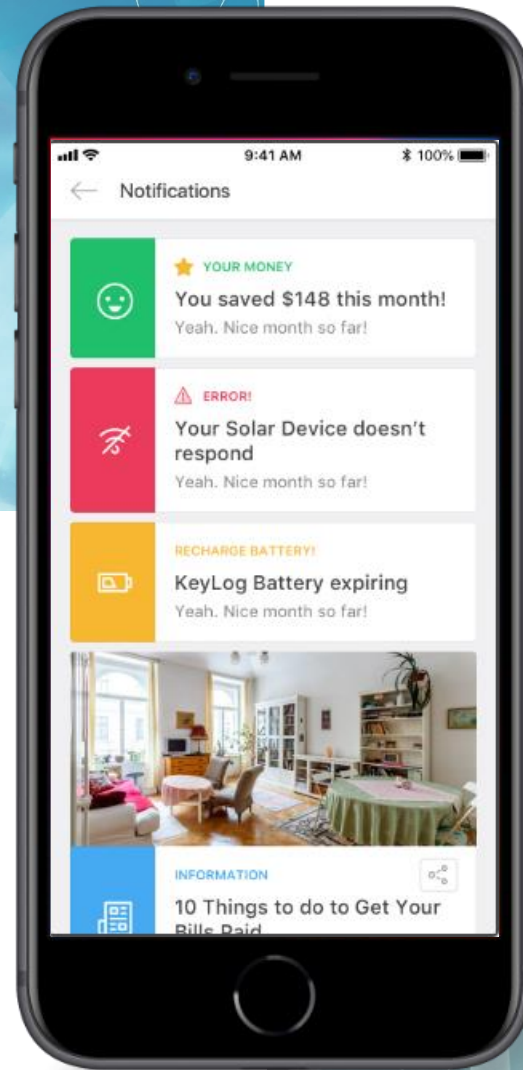 9:41 AM
100%
Notifications
YOUR MONEY
You saved $148 this month!
Yeah. Nice month so far!
ERROR!
Your Solar Device doesn't
respond
Yeah. Nice month so far!
RECHARGE BATTERY!
KeyLog Battery expiring
Yeah. Nice month so far!
INFORMATION
10 Things to do to Get Your
Bills Paid